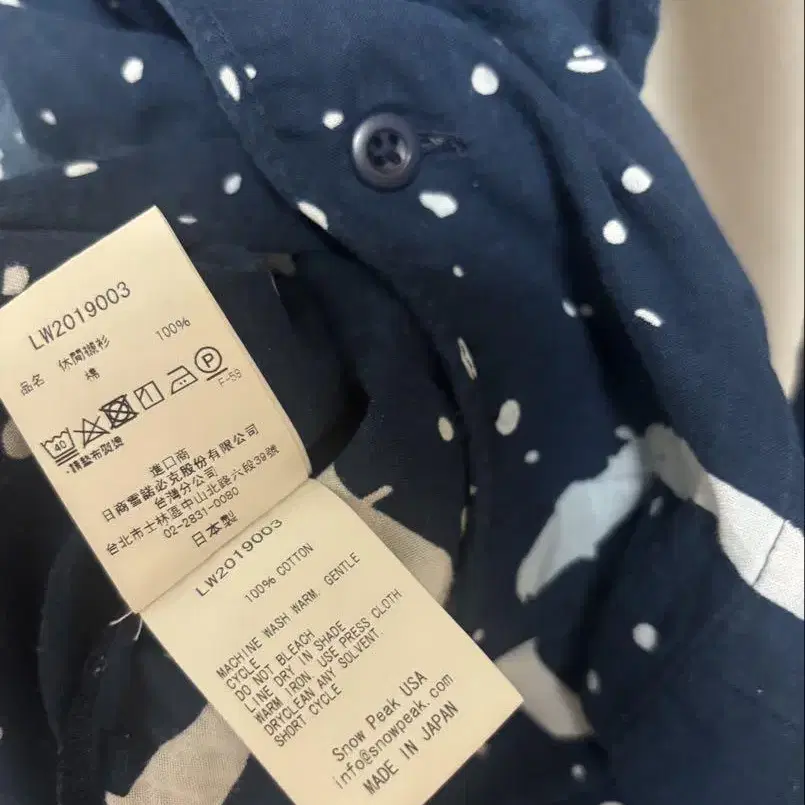 LW2019003
品名 休閒襯衫
棉 100%
40
P
F-59
請墊布熨燙
進口商
日商雪諾必克股份有限公司
台灣分公司
台北市士林區中山北路六段39號
02-2831-0080
日本製
LW2019003
100% COTTON
MACHINE WASH WARM. GENTLE
CYCLE
DO NOT BLEACH
LINE DRY IN SHADE
WARM IRON. USE PRESS CLOTH
DRYCLEAN ANY SOLVENT.
SHORT CYCLE
Snow Peak USA
info@snowpeak.com
MADE IN JAPAN